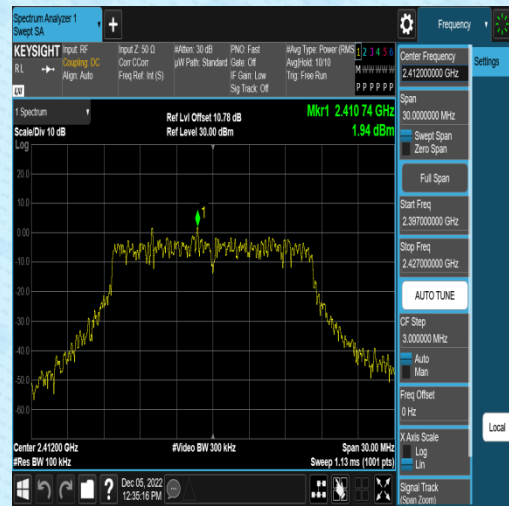 Spectrum Analyzer 1
Swept SA
+
Frequency
KEYSIGHT
R L
LXI
Input: RF
Coupling: DC
Align: Auto
Input Z: 50 Ω
Corr CCorr
Freq Ref: Int (S)
#Atten: 30 dB
µW Path: Standard
PNO: Fast
Gate: Off
IF Gain: Low
Sig Track: Off
#Avg Type: Power (RMS
Avg|Hold: 10/10
Trig: Free Run
1 2 3 4 5 6
M W W W W W
P P P P P P
1 Spectrum
Scale/Div 10 dB
Log
Ref Lvl Offset 10.78 dB
Ref Level 30.00 dBm
Mkr1 2.410 74 GHz
1.94 dBm
1
20.0
10.0
0.00
-10.0
-20.0
-30.0
-40.0
-50.0
-60.0
Center 2.41200 GHz
#Res BW 100 kHz
#Video BW 300 kHz
Span 30.00 MHz
Sweep 1.13 ms (1001 pts)
Dec 05, 2022
12:35:16 PM
?
Center Frequency
2.412000000 GHz
Settings
Span
30.0000000 MHz
Swept Span
Zero Span
Full Span
Start Freq
2.397000000 GHz
Stop Freq
2.427000000 GHz
AUTO TUNE
CF Step
3.000000 MHz
Auto
Man
Freq Offset
0 Hz
X Axis Scale
Log
Lin
Local
Signal Track
(Span Zoom)